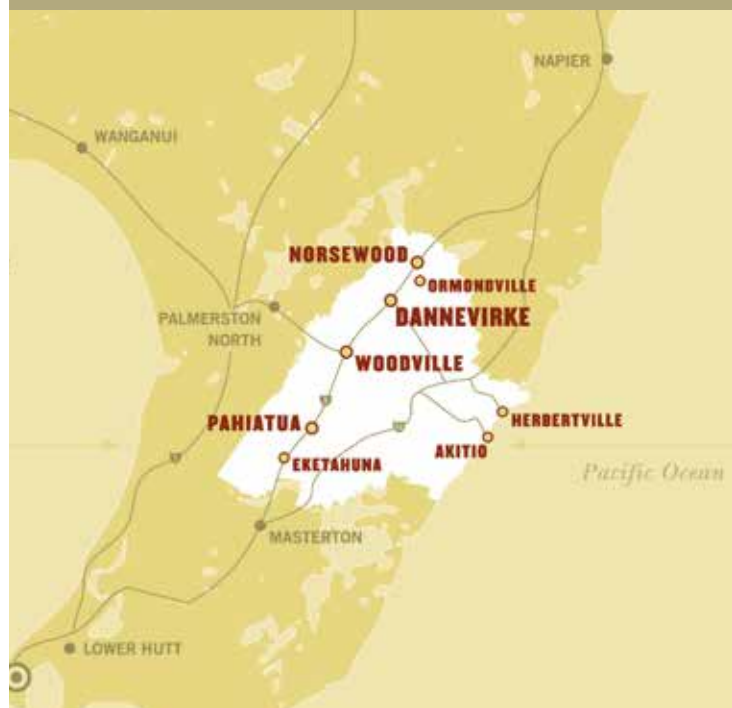 NAPIER
WANGANUI
NORSEWOOD
ORMONDVILLE
DANNEVIRKE
PALMERSTON
NORTH
WOODVILLE
PAHIATUA
HERBERTVILLE
AKITIO
EKETAHUNA
Pacific Ocean
MASTERTON
LOWER HUTT